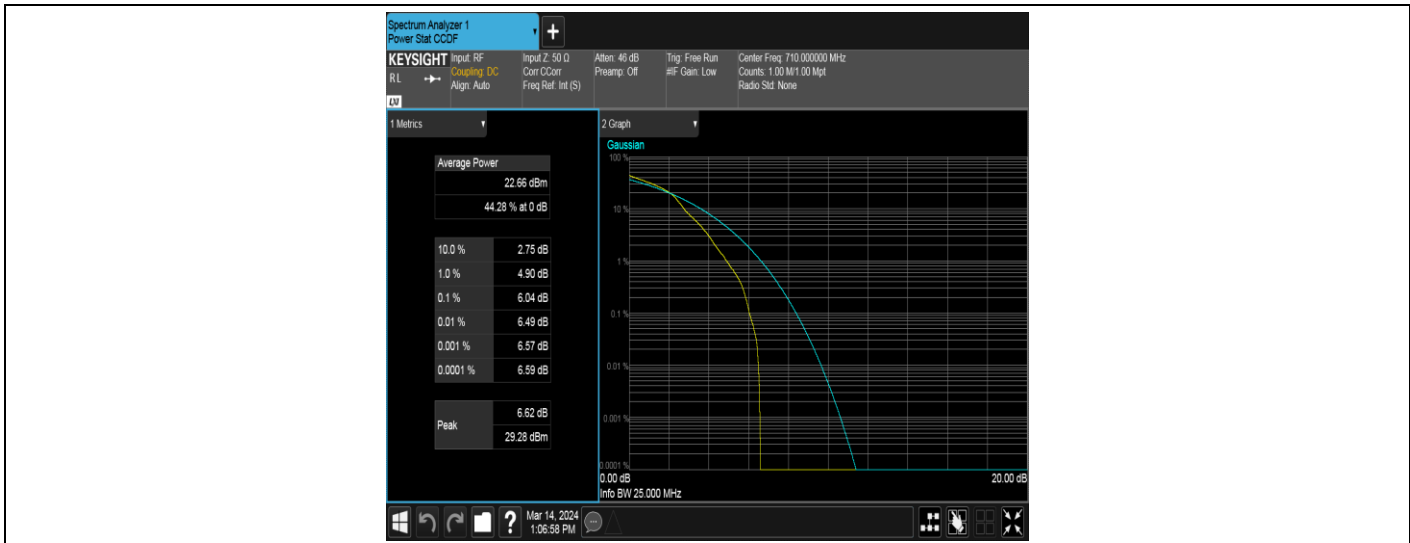 Spectrum Analyzer 1
Power Stat CCDF
+
KEYSIGHT
RL
LXI
Input: RF
Coupling: DC
Align: Auto
Input Z: 50 Ω
Corr CCorr
Freq Ref: Int (S)
Atten: 46 dB
Preamp: Off
Trig: Free Run
#IF Gain: Low
Center Freq: 710.000000 MHz
Counts: 1.00 M/1.00 Mpt
Radio Std: None
1 Metrics
Average Power
22.66 dBm
44.28 % at 0 dB
10.0 % 2.75 dB
1.0 % 4.90 dB
0.1 % 6.04 dB
0.01 % 6.49 dB
0.001 % 6.57 dB
0.0001 % 6.59 dB
Peak
6.62 dB
29.28 dBm
2 Graph
Gaussian
100 %
10 %
1 %
0.1 %
0.01 %
0.001 %
0.0001 %
0.00 dB 20.00 dB
Info BW 25.000 MHz
?
Mar 14, 2024
1:06:58 PM